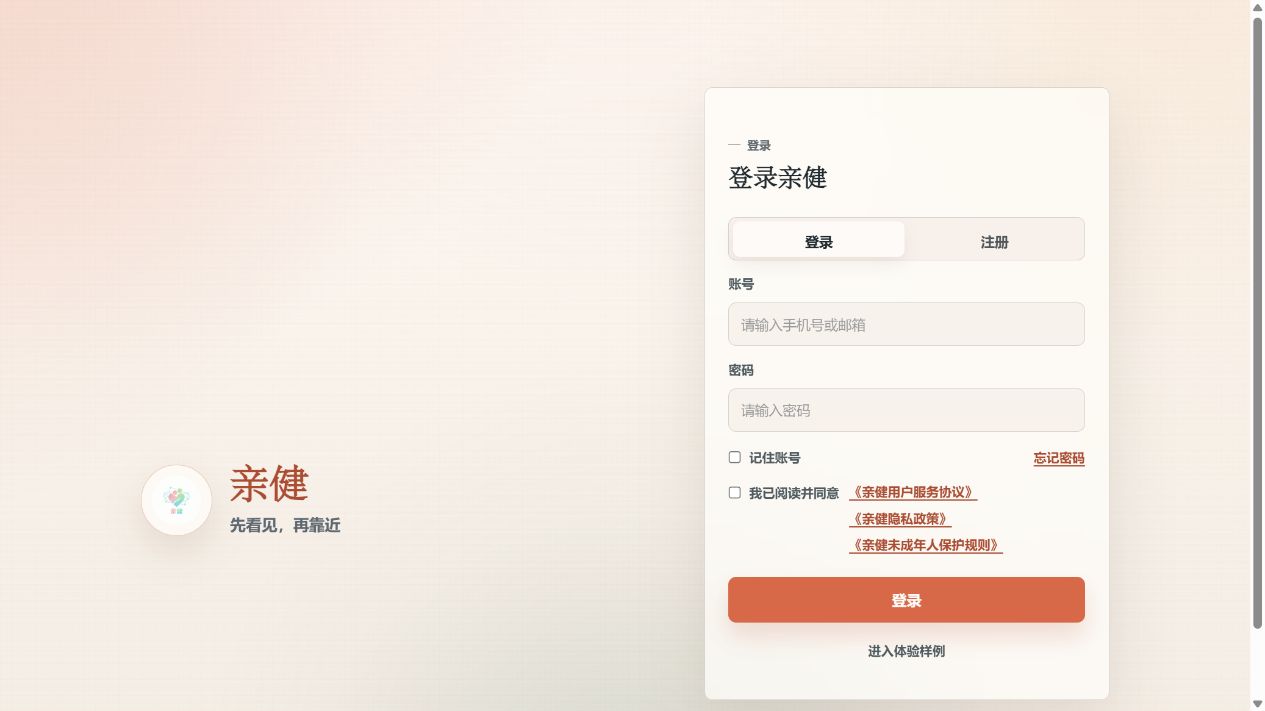 亲健
先看见，再靠近
亲健
登录
登录亲健
登录
注册
账号
请输入手机号或邮箱
密码
请输入密码
记住账号
忘记密码
我已阅读并同意
《亲健用户服务协议》
《亲健隐私政策》
《亲健未成年人保护规则》
登录
进入体验样例